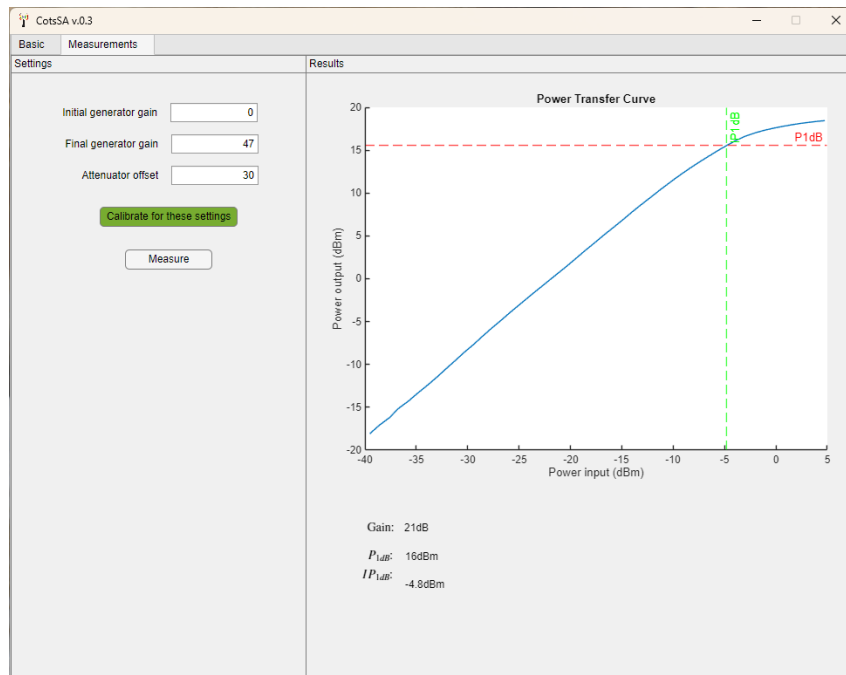 CotsSA v.0.3
Basic Measurements
Settings
Results
Initial generator gain 0
Final generator gain 47
Attenuator offset 30
Calibrate for these settings
Measure
Power Transfer Curve
20
15
10
5
0
-5
-10
-15
-20
Power output (dBm)
P1dB
P1dB
-40 -35 -30 -25 -20 -15 -10 -5 0 5
Power input (dBm)
Gain: 21dB
P1dB: 16dBm
IP1dB: -4.8dBm